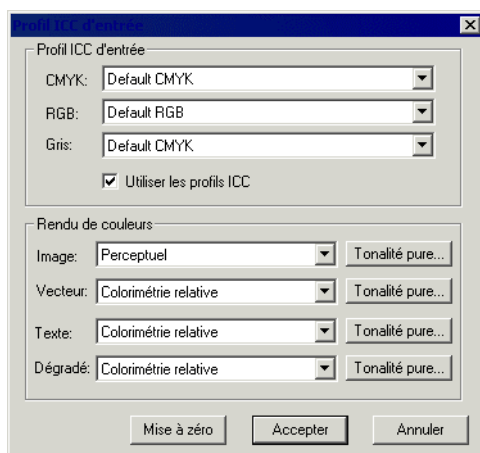 Profil ICC d'entrée
Profil ICC d'entrée
CMYK: Default CMYK
RGB: Default RGB
Gris: Default CMYK
Utiliser les profils ICC
Rendu de couleurs
Image: Perceptuel Tonalité pure...
Vecteur: Colorimétrie relative Tonalité pure...
Texte: Colorimétrie relative Tonalité pure...
Dégradé: Colorimétrie relative Tonalité pure...
Mise à zéro Accepter Annuler